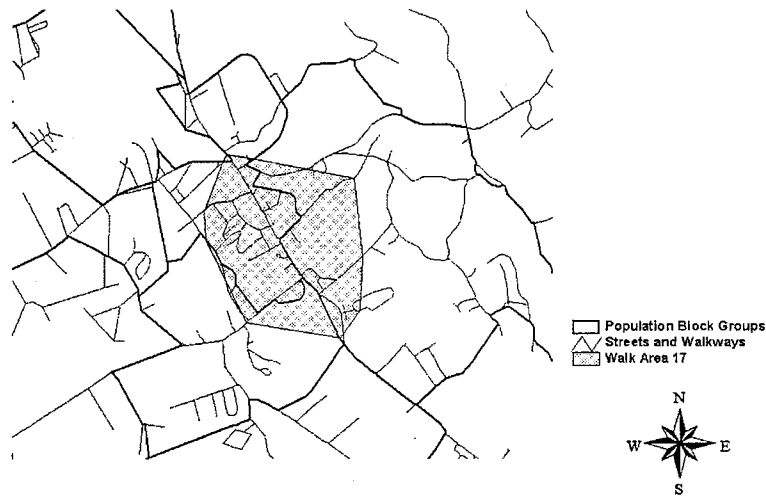 Population Block Groups
Streets and Walkways
Walk Area 17
N
W E
S